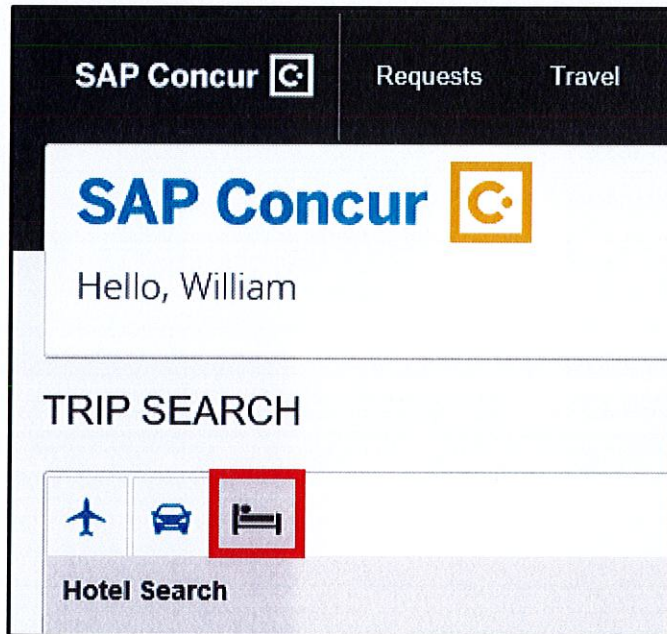 SAP Concur C Requests Travel
SAP Concur C
Hello, William
TRIP SEARCH
Hotel Search